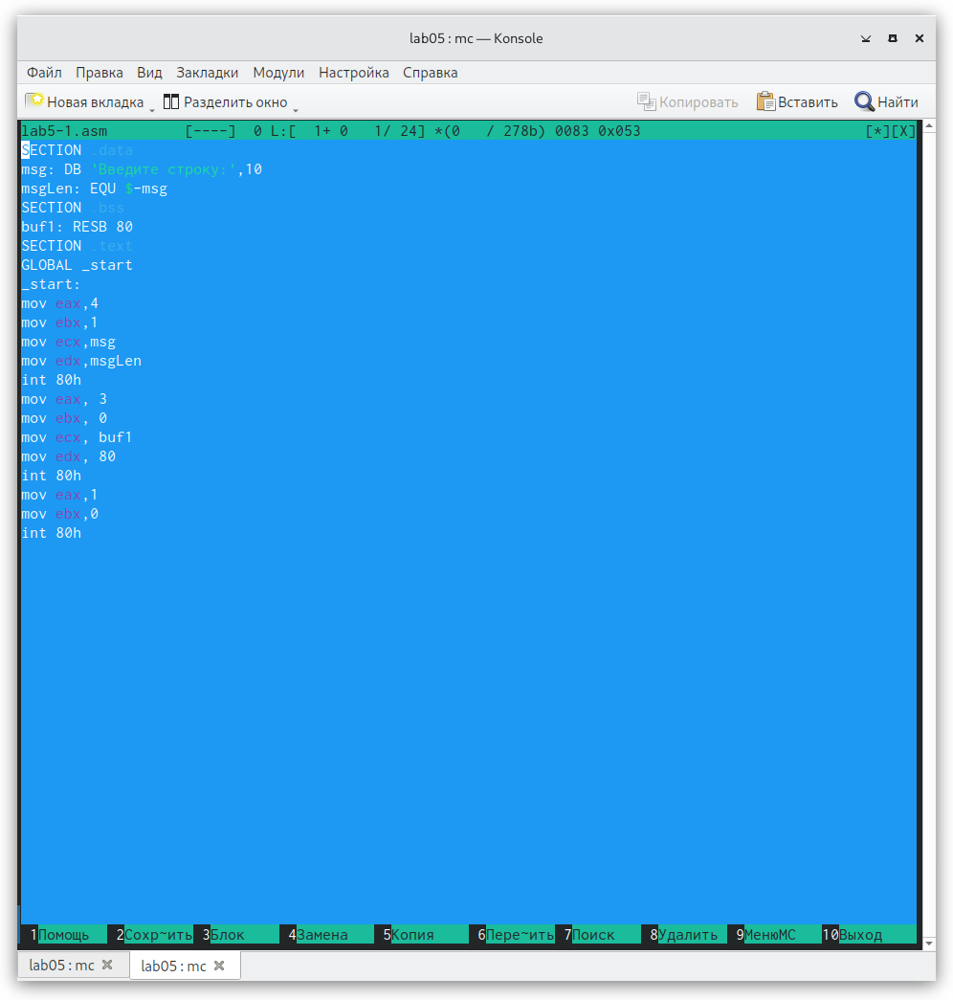 lab05 : mc — Konsole
Файл Правка Вид Закладки Модули Настройка Справка
Новая вкладка Разделить окно Копировать Вставить Найти
lab5-1.asm [----] 0 L:[ 1+ 0 1/ 24] *(0 / 278b) 0083 0x053 [*][X]
SECTION .data
msg: DB 'Введите строку:',10
msgLen: EQU $-msg
SECTION .bss
buf1: RESB 80
SECTION .text
GLOBAL _start
_start:
mov eax,4
mov ebx,1
mov ecx,msg
mov edx,msgLen
int 80h
mov eax, 3
mov ebx, 0
mov ecx, buf1
mov edx, 80
int 80h
mov eax,1
mov ebx,0
int 80h
1Помощь 2Сохр~ить 3Блок 4Замена 5Копия 6Пере~ить 7Поиск 8Удалить 9МенюMC 10Выход
lab05 : mc lab05 : mc